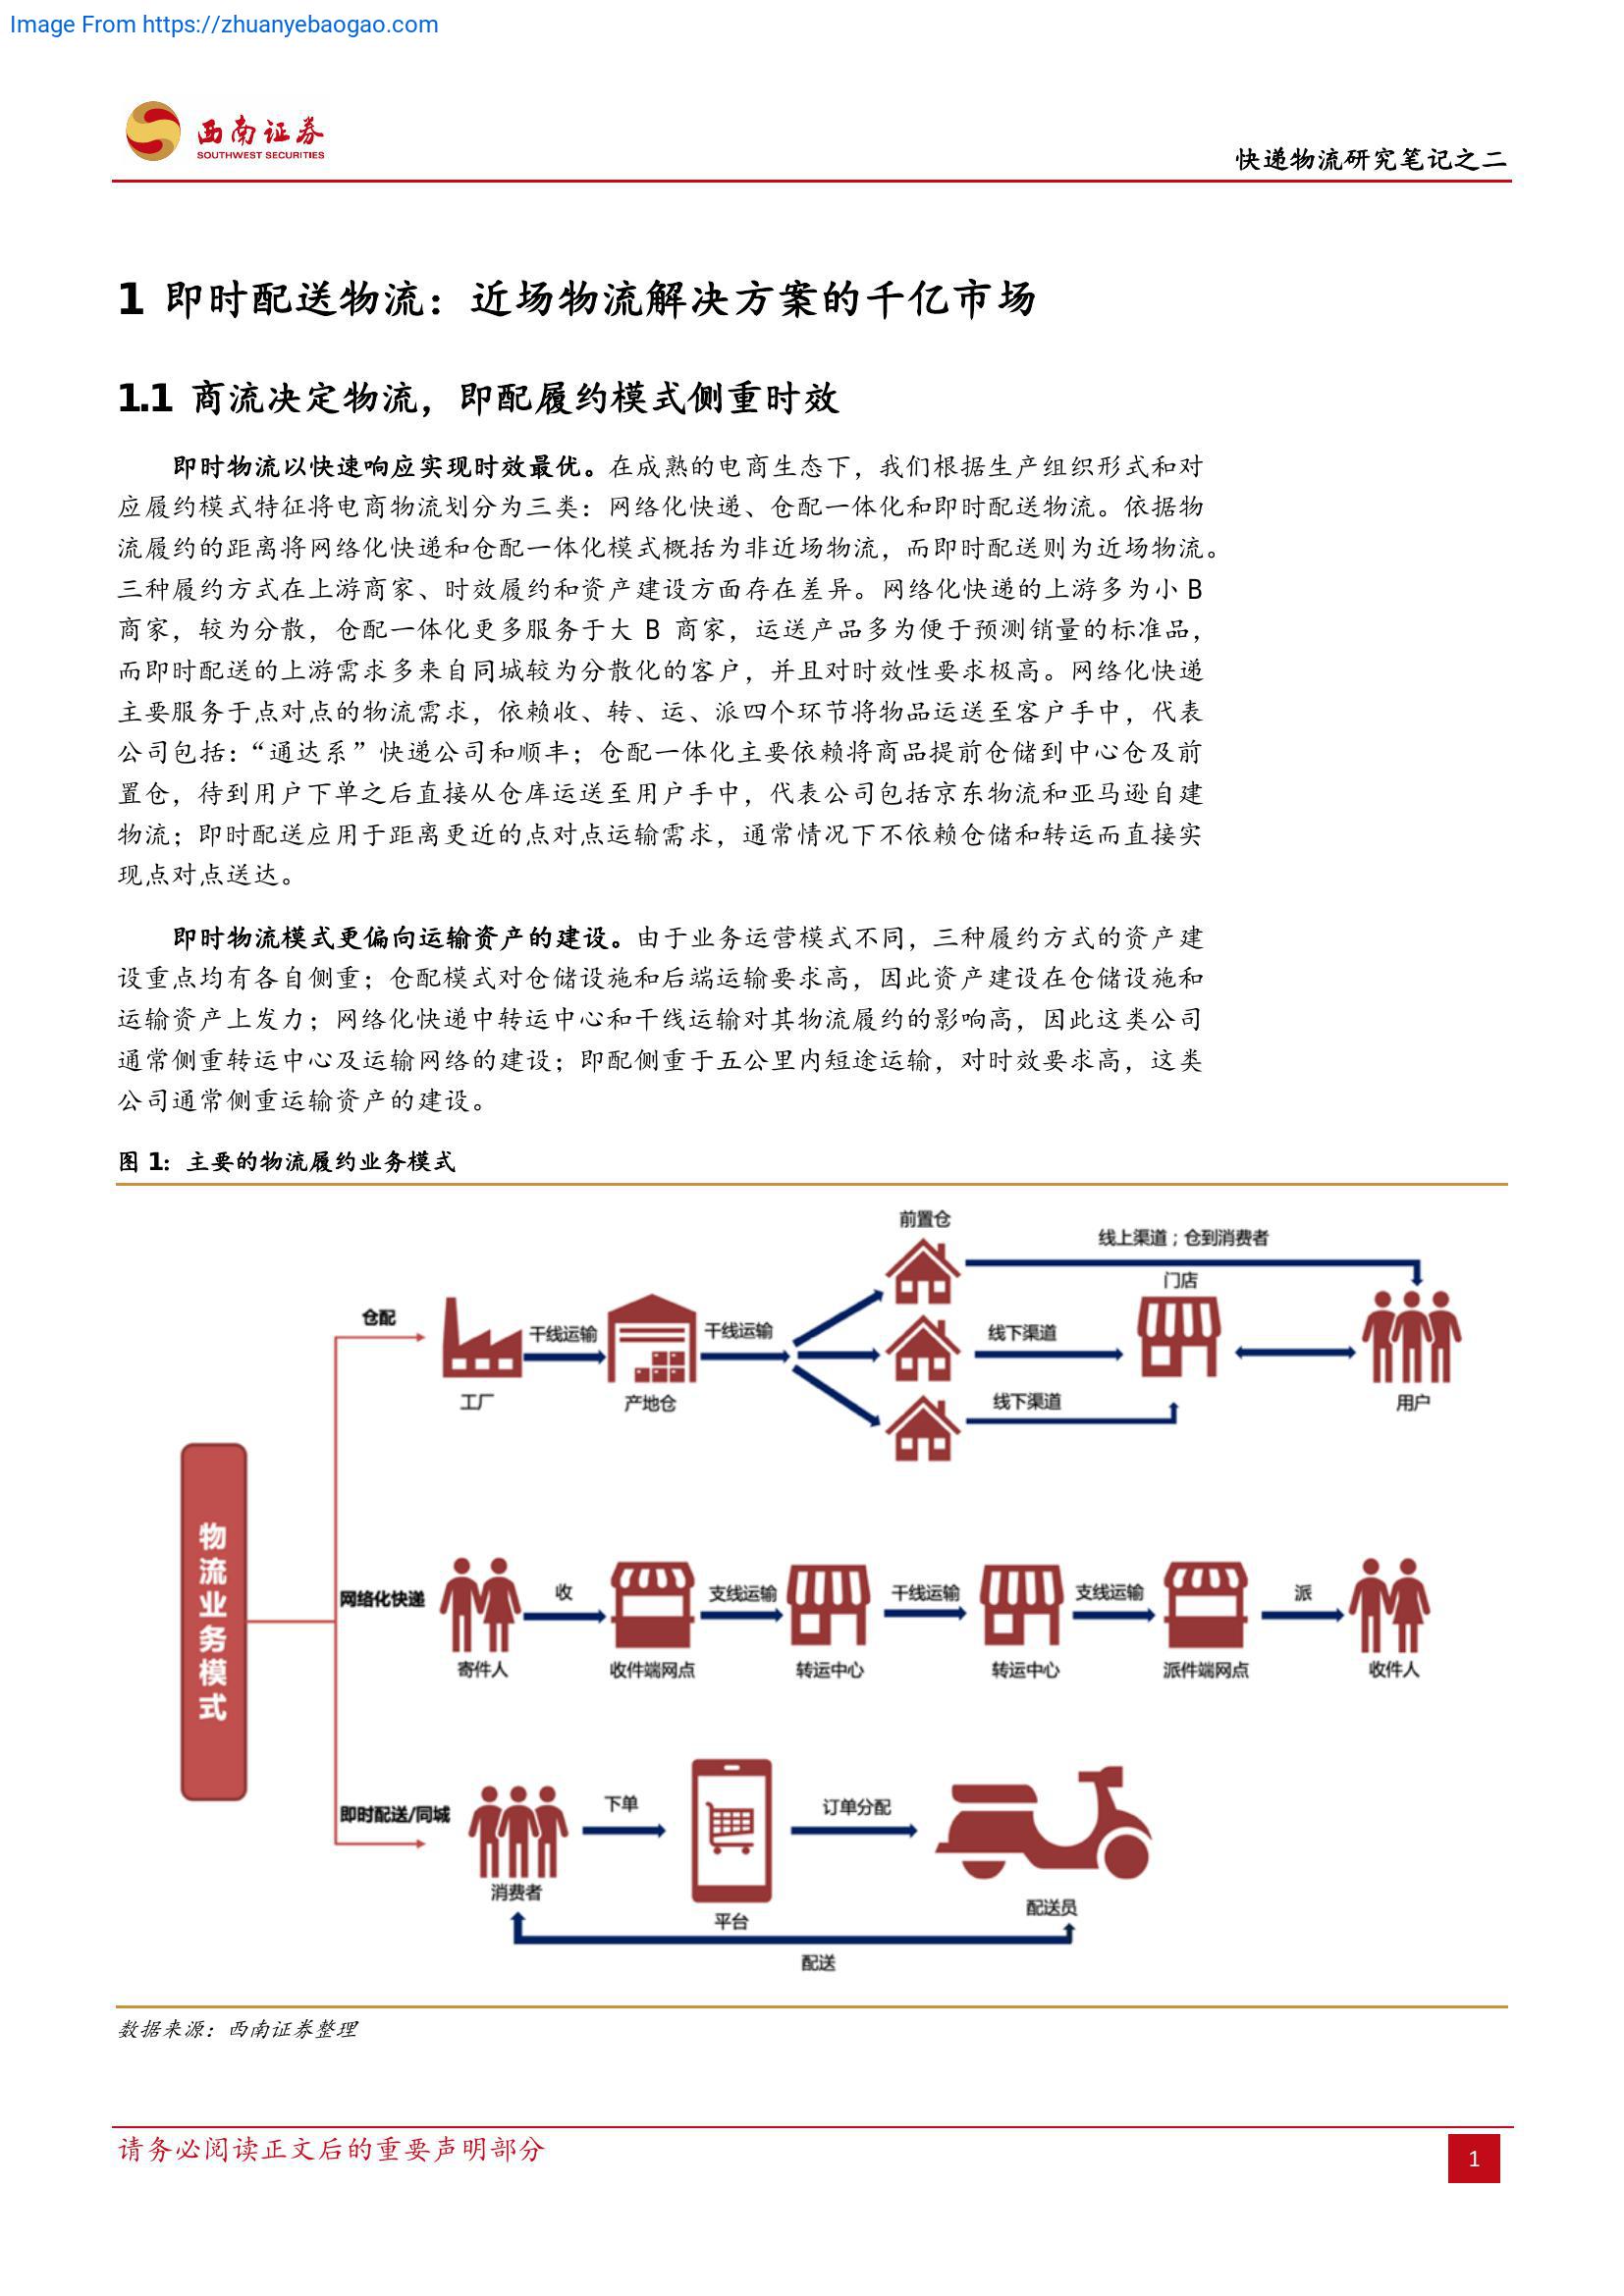 Image From https://zhuanyebaogao.com
西南证券
SOUTHWEST SECURITIES
快递物流研究笔记之二
1 即时配送物流：近场物流解决方案的千亿市场
1.1 商流决定物流，即配履约模式侧重时效
即时物流以快速响应实现时效最优。在成熟的电商生态下，我们根据生产组织形式和对
应履约模式特征将电商物流划分为三类：网络化快递、仓配一体化和即时配送物流。依据物
流履约的距离将网络化快递和仓配一体化模式概括为非近场物流，而即时配送则为近场物流。
三种履约方式在上游商家、时效履约和资产建设方面存在差异。网络化快递的上游多为小 B
商家，较为分散，仓配一体化更多服务于大 B 商家，运送产品多为便于预测销量的标准品，
而即时配送的上游需求多来自同城较为分散化的客户，并且对时效性要求极高。网络化快递
主要服务于点对点的物流需求，依赖收、转、运、派四个环节将物品运送至客户手中，代表
公司包括：“通达系”快递公司和顺丰；仓配一体化主要依赖将商品提前仓储到中心仓及前
置仓，待到用户下单之后直接从仓库运送至用户手中，代表公司包括京东物流和亚马逊自建
物流；即时配送应用于距离更近的点对点运输需求，通常情况下不依赖仓储和转运而直接实
现点对点送达。
即时物流模式更偏向运输资产的建设。由于业务运营模式不同，三种履约方式的资产建
设重点均有各自侧重；仓配模式对仓储设施和后端运输要求高，因此资产建设在仓储设施和
运输资产上发力；网络化快递中转运中心和干线运输对其物流履约的影响高，因此这类公司
通常侧重转运中心及运输网络的建设；即配侧重于五公里内短途运输，对时效要求高，这类
公司通常侧重运输资产的建设。
图 1：主要的物流履约业务模式
前置仓
线上渠道；仓到消费者
门店
仓配
干线运输
干线运输
线下渠道
线下渠道
工厂
产地仓
用户
物流业务模式
网络化快递
收
支线运输
干线运输
支线运输
派
寄件人
收件端网点
转运中心
转运中心
派件端网点
收件人
即时配送/同城
下单
订单分配
消费者
平台
配送员
配送
数据来源：西南证券整理
请务必阅读正文后的重要声明部分
1